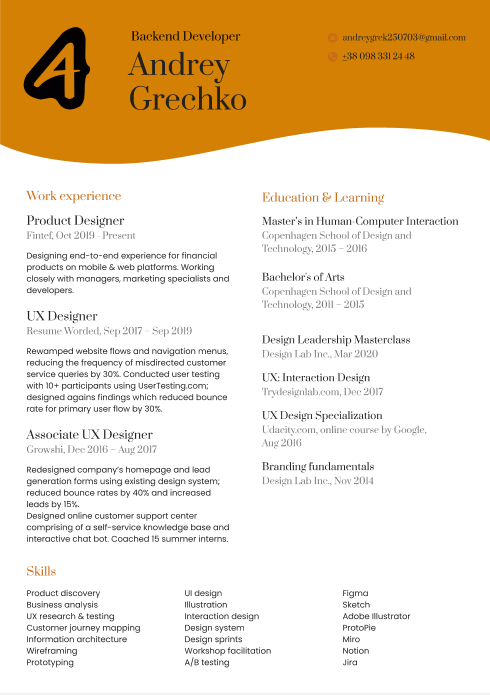 Backend Developer
Andrey
Grechko
andreygrek250703@gmail.com
+38 098 331 24 48
Work experience
Product Designer
Fintef, Oct 2019 - Present
Designing end-to-end experience for financial
products on mobile & web platforms. Working
closely with managers, marketing specialists and
developers.
UX Designer
Resume Worded, Sep 2017 – Sep 2019
Rewamped website flows and navigation menus,
reducing the frequency of misdirected customer
service queries by 30%. Conducted user testing
with 10+ participants using UserTesting.com;
designed agains findings which reduced bounce
rate for primary user flow by 30%.
Associate UX Designer
Growshi, Dec 2016 – Aug 2017
Redesigned company's homepage and lead
generation forms using existing design system;
reduced bounce rates by 40% and increased
leads by 15%.
Designed online customer support center
comprising of a self-service knowledge base and
interactive chat bot. Coached 15 summer interns.
Education & Learning
Master's in Human-Computer Interaction
Copenhagen School of Design and
Technology, 2015 – 2016
Bachelor's of Arts
Copenhagen School of Design and
Technology, 2011 – 2015
Design Leadership Masterclass
Design Lab Inc., Mar 2020
UX: Interaction Design
Trydesignlab.com, Dec 2017
UX Design Specialization
Udacity.com, online course by Google,
Aug 2016
Branding fundamentals
Design Lab Inc., Nov 2014
Skills
Product discovery
Business analysis
UX research & testing
Customer journey mapping
Information architecture
Wireframing
Prototyping
UI design
Illustration
Interaction design
Design system
Design sprints
Workshop facilitation
A/B testing
Figma
Sketch
Adobe Illustrator
ProtoPie
Miro
Notion
Jira